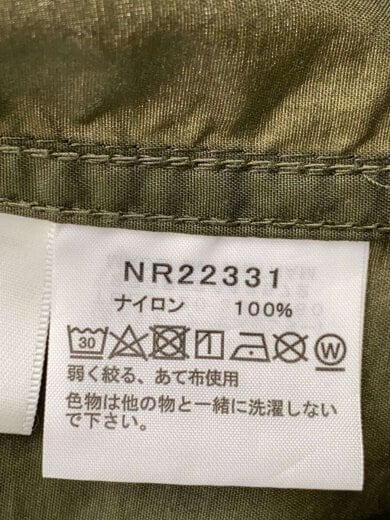 NR22331
ナイロン 100%
30 W
弱く絞る、あて布使用
色物は他の物と一緒に洗濯しない
で下さい。